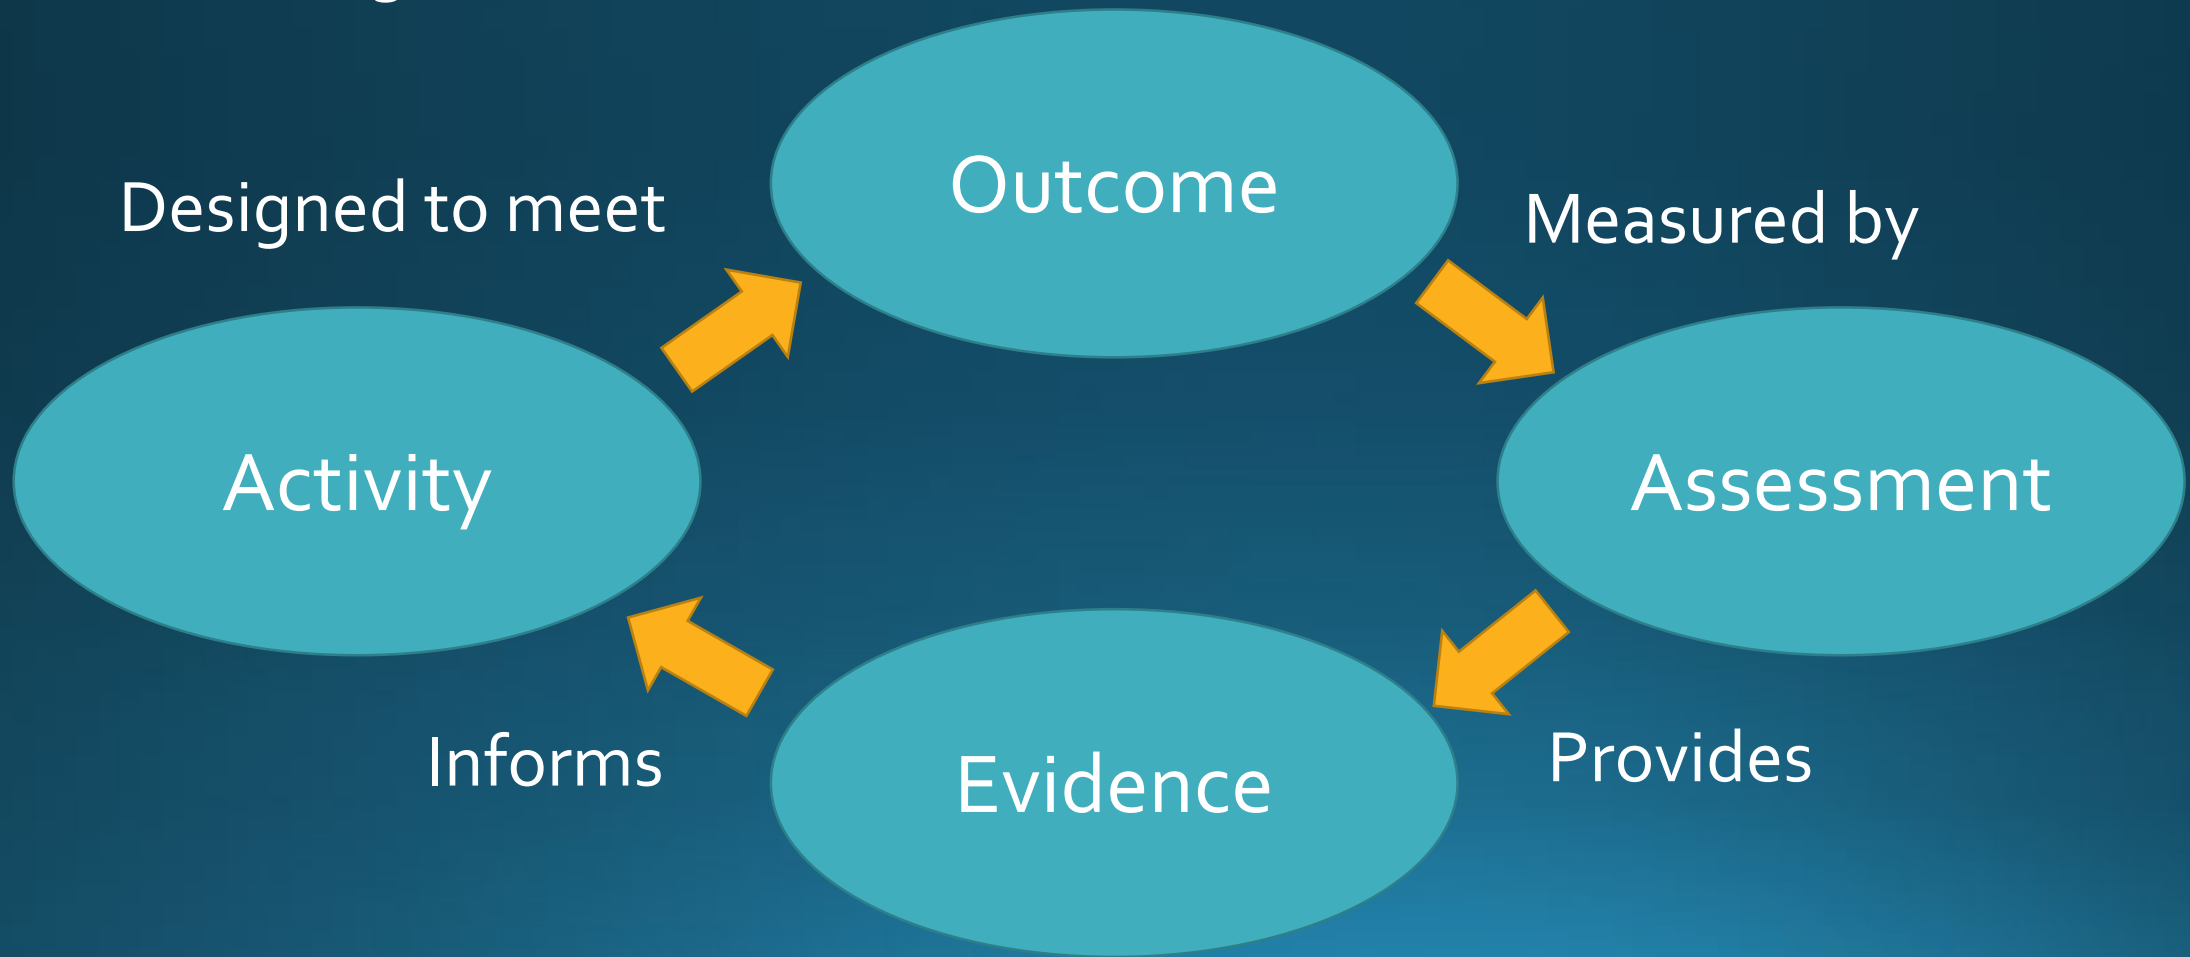 Outcome
Designed to meet
Measured by
Activity
Assessment
Informs
Provides
Evidence